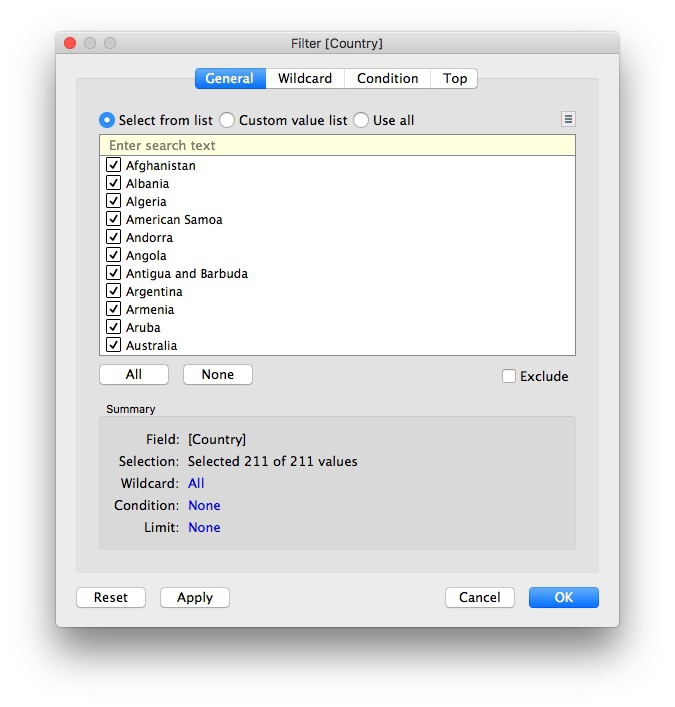 Filter [Country]
General Wildcard Condition Top
Select from list Custom value list Use all
Enter search text
Afghanistan
Albania
Algeria
American Samoa
Andorra
Angola
Antigua and Barbuda
Argentina
Armenia
Aruba
Australia
All None Exclude
Summary
Field: [Country]
Selection: Selected 211 of 211 values
Wildcard: All
Condition: None
Limit: None
Reset Apply Cancel OK